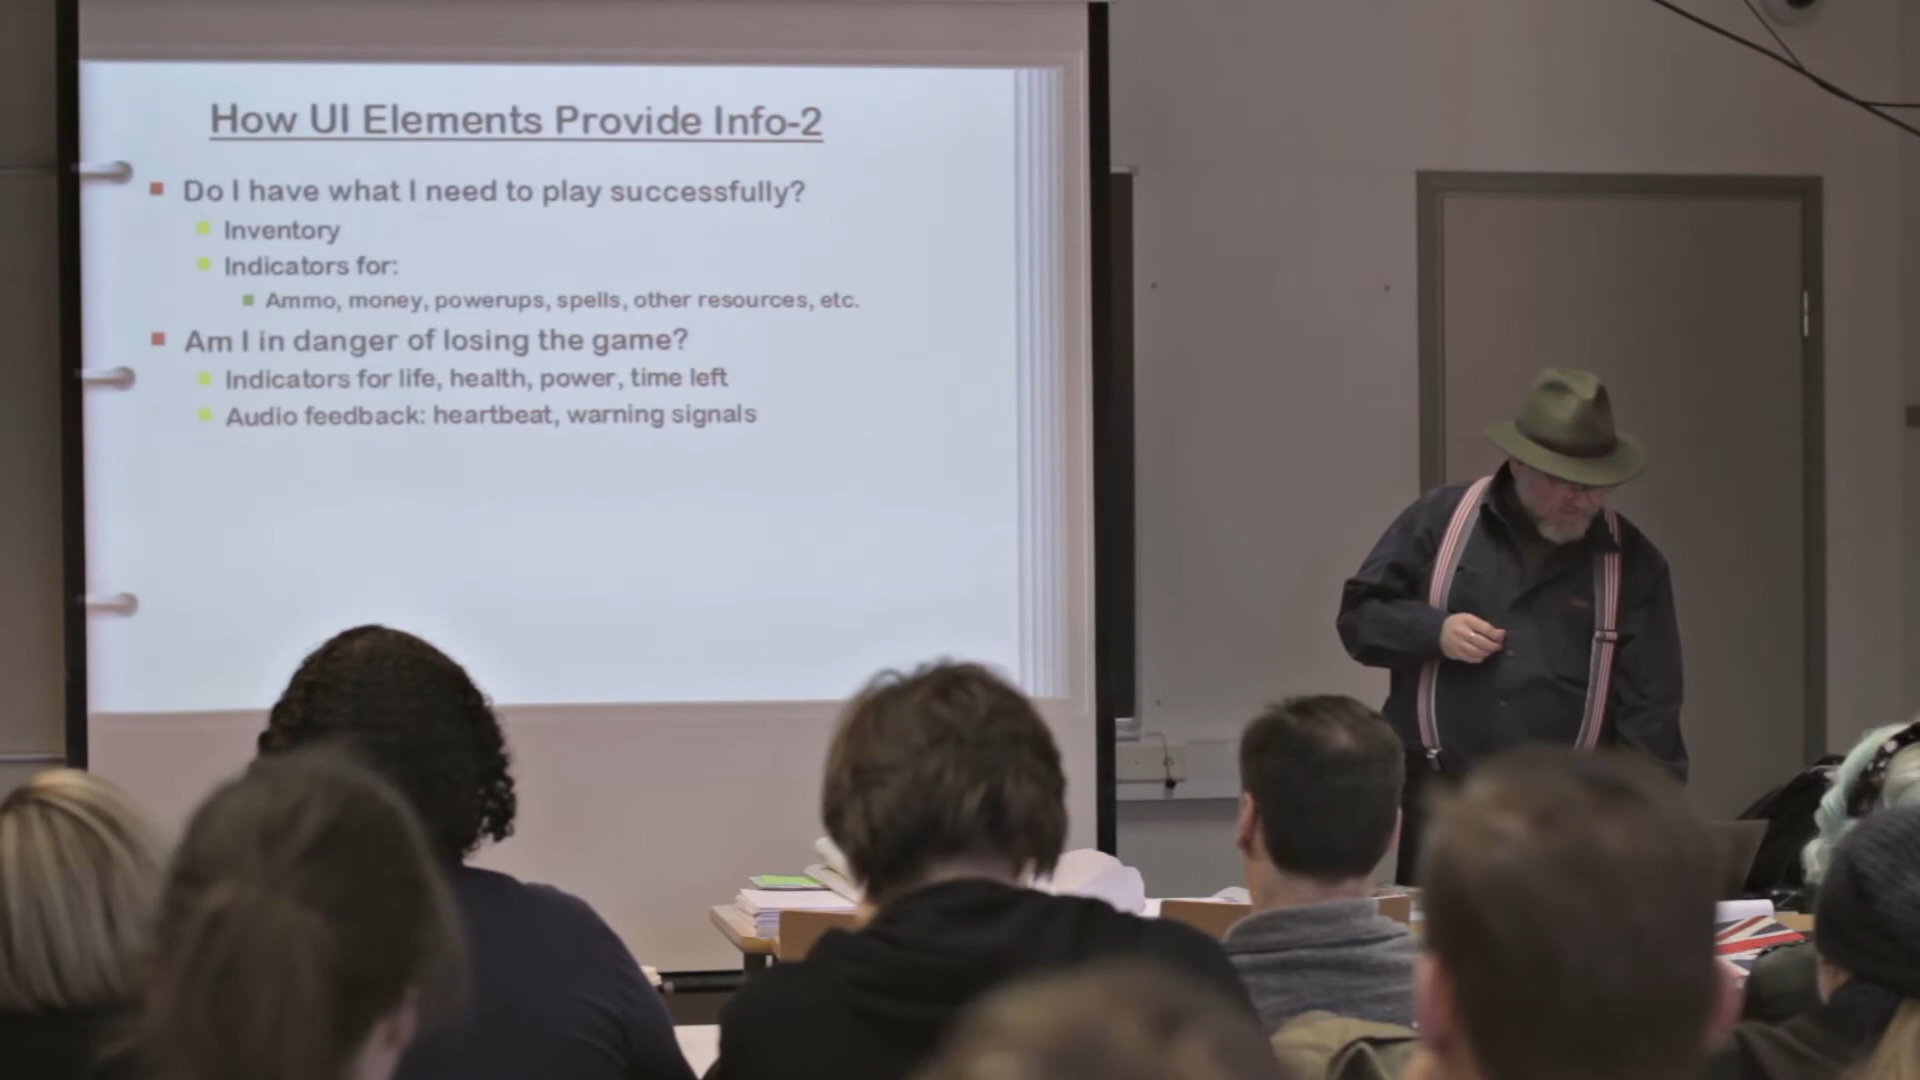 How UI Elements Provide Info-2
Do I have what I need to play successfully?
Inventory
Indicators for:
Ammo, money, powerups, spells, other resources, etc.
Am I in danger of losing the game?
Indicators for life, health, power, time left
Audio feedback: heartbeat, warning signals